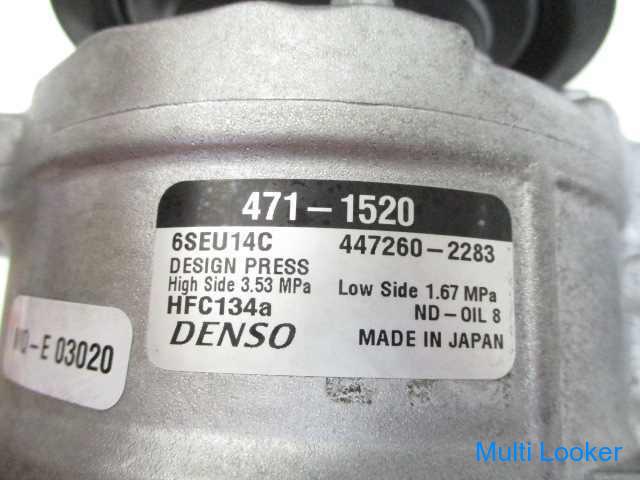 471-1520
6SEU14C 447260-2283
DESIGN PRESS
High Side 3.53 MPa Low Side 1.67 MPa
HFC134a ND-OIL 8
DENSO MADE IN JAPAN
-E 03020
Multi Looker